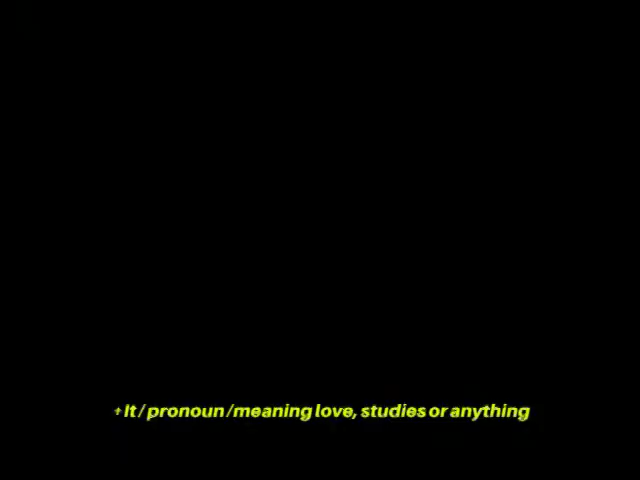 + It / pronoun /meaning love, studies or anything